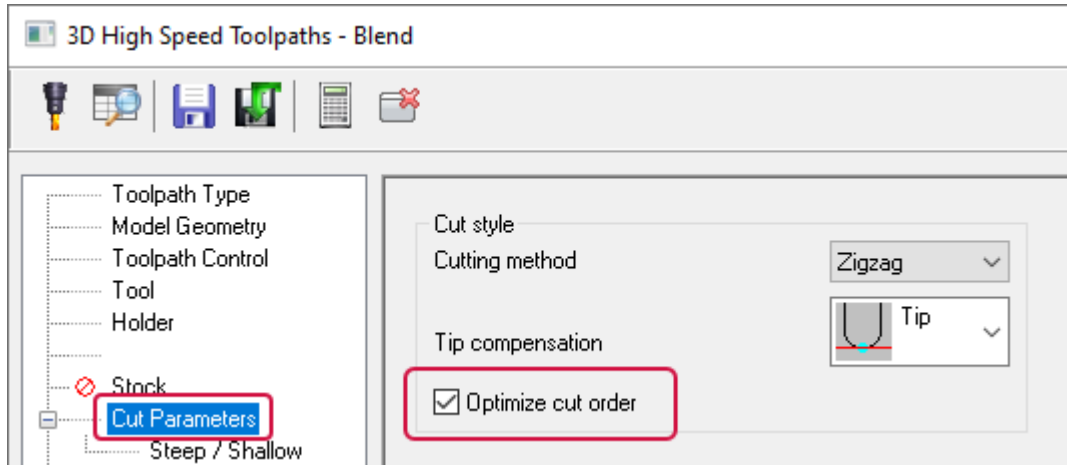 3D High Speed Toolpaths - Blend
Toolpath Type
Model Geometry
Toolpath Control
Tool
Holder
Stock
Cut Parameters
Steep / Shallow
Cut style
Cutting method
Zigzag
Tip compensation
Tip
Optimize cut order